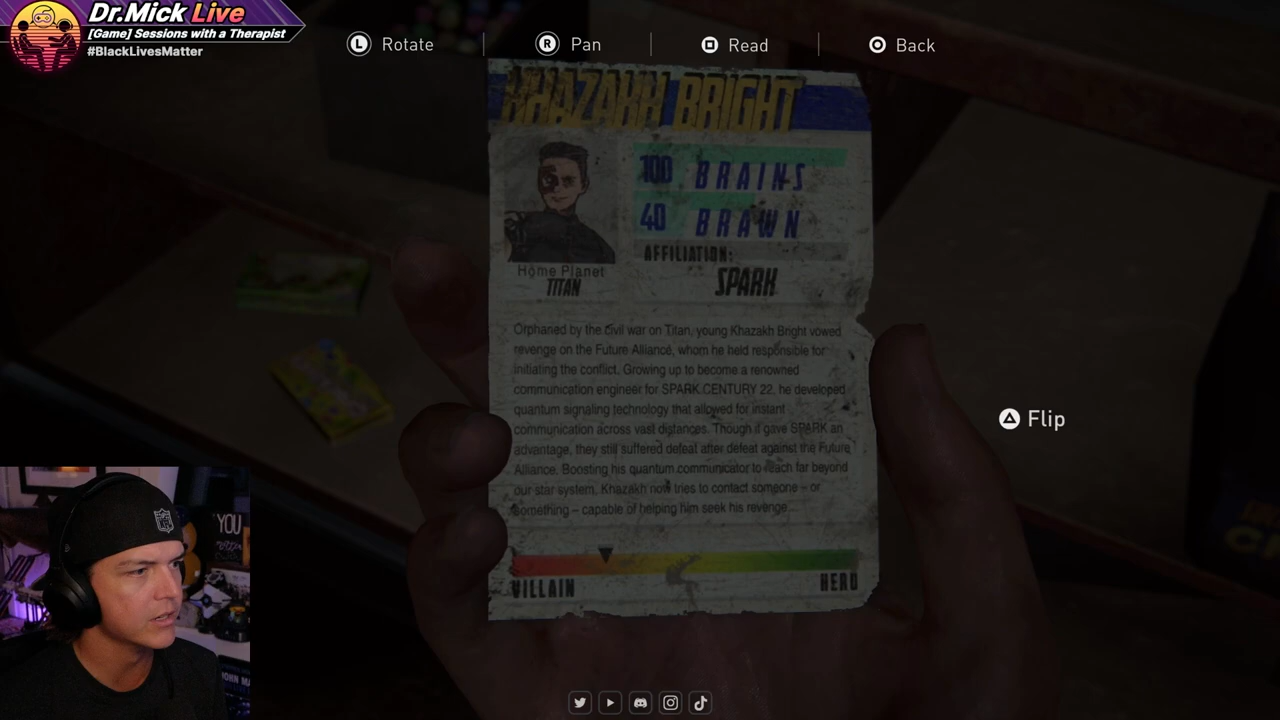 Dr.Mick Live
[Game] Sessions with a Therapist
#BlackLivesMatter
L Rotate
R Pan
Read
Back
KHAZAKH BRIGHT
100 BRAINS
40 BRAWN
AFFILIATION:
SPARK
Home Planet
TITAN
Orphaned by the civil war on Titan, young Khazakh Bright vowed
revenge on the Future Alliance, whom he held responsible for
initiating the conflict. Growing up to become a renowned
communication engineer for SPARK CENTURY 22, he developed
quantum signaling technology that allowed for instant
communication across vast distances. Though it gave SPARK an
advantage, they still suffered defeat after defeat against the Future
Alliance. Boosting his quantum communicator to reach far beyond
our star system, Khazakh now tries to contact someone – or
something – capable of helping him seek his revenge...
VILLAIN
HERO
Flip
YOU
JOHN